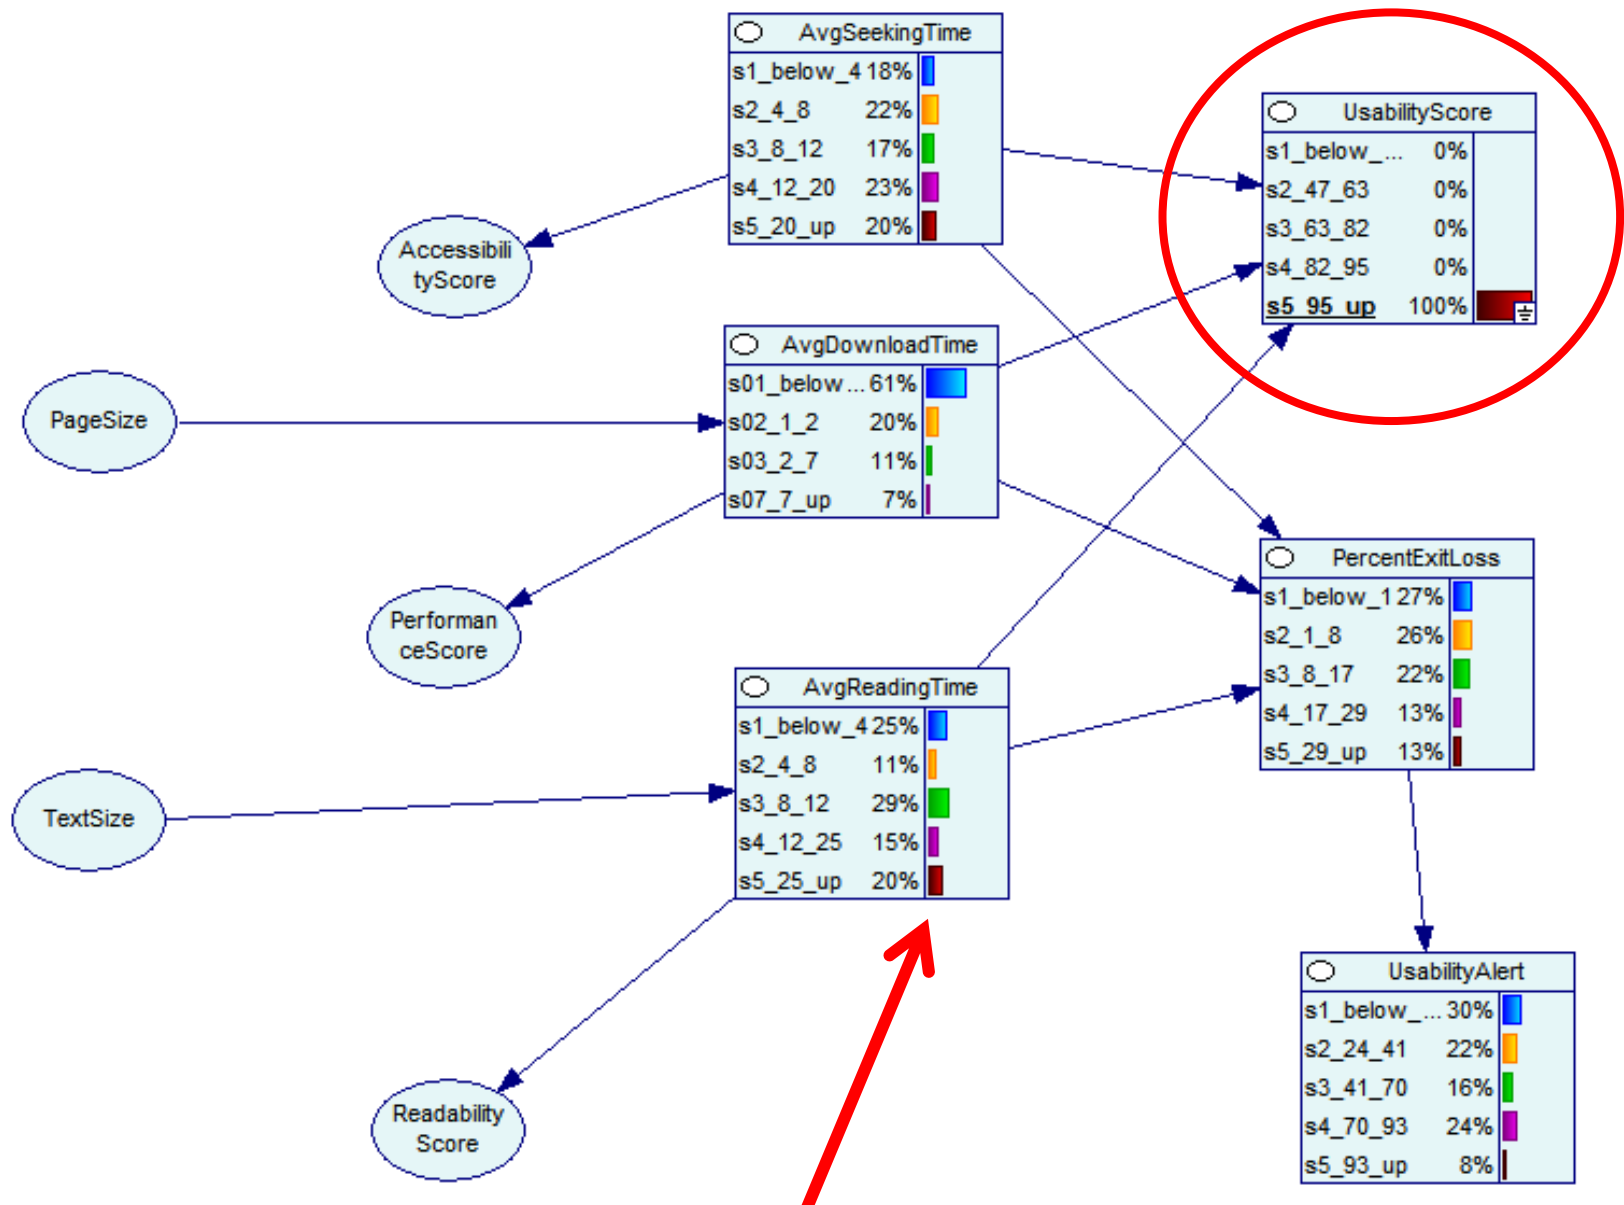 AvgSeekingTime
s1_below_4 18%
s2_4_8 22%
s3_8_12 17%
s4_12_20 23%
s5_20_up 20%
UsabilityScore
s1_below_... 0%
s2_47_63 0%
s3_63_82 0%
s4_82_95 0%
s5_95_up 100%
Accessibili
tyScore
AvgDownloadTime
s01_below... 61%
s02_1_2 20%
s03_2_7 11%
s07_7_up 7%
PageSize
PercentExitLoss
s1_below_1 27%
s2_1_8 26%
s3_8_17 22%
s4_17_29 13%
s5_29_up 13%
Performan
ceScore
AvgReadingTime
s1_below_4 25%
s2_4_8 11%
s3_8_12 29%
s4_12_25 15%
s5_25_up 20%
TextSize
UsabilityAlert
s1_below_... 30%
s2_24_41 22%
s3_41_70 16%
s4_70_93 24%
s5_93_up 8%
Readability
Score